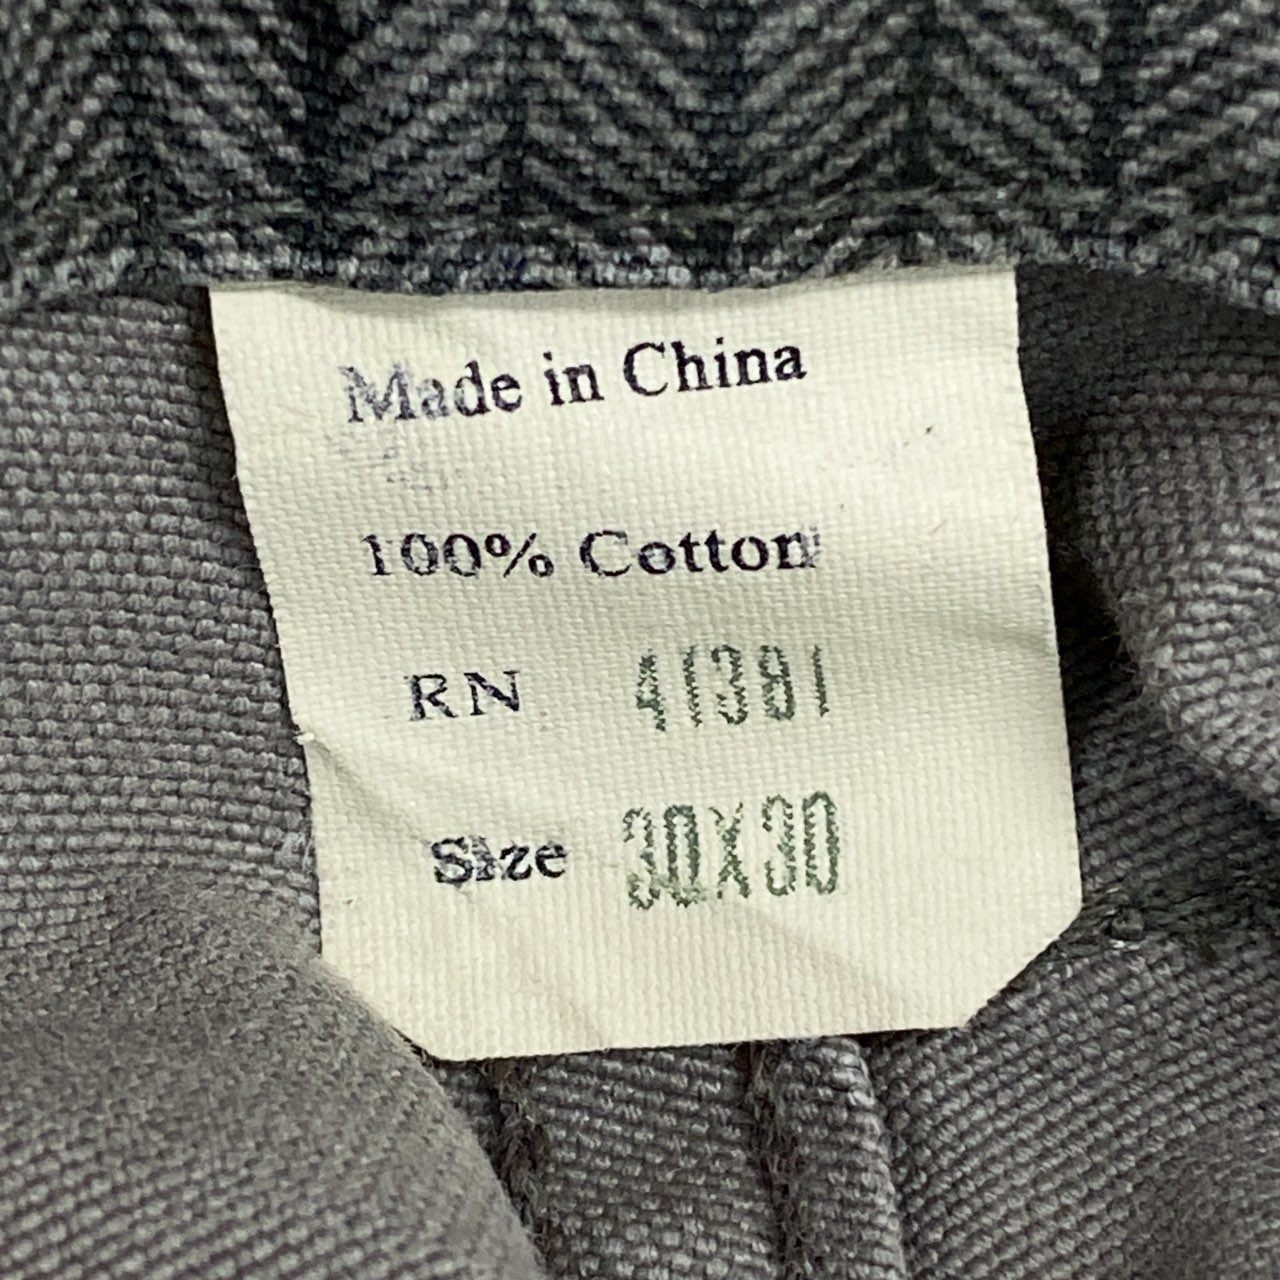 Made in China
100% Cotton
RN 41381
Size 30X30